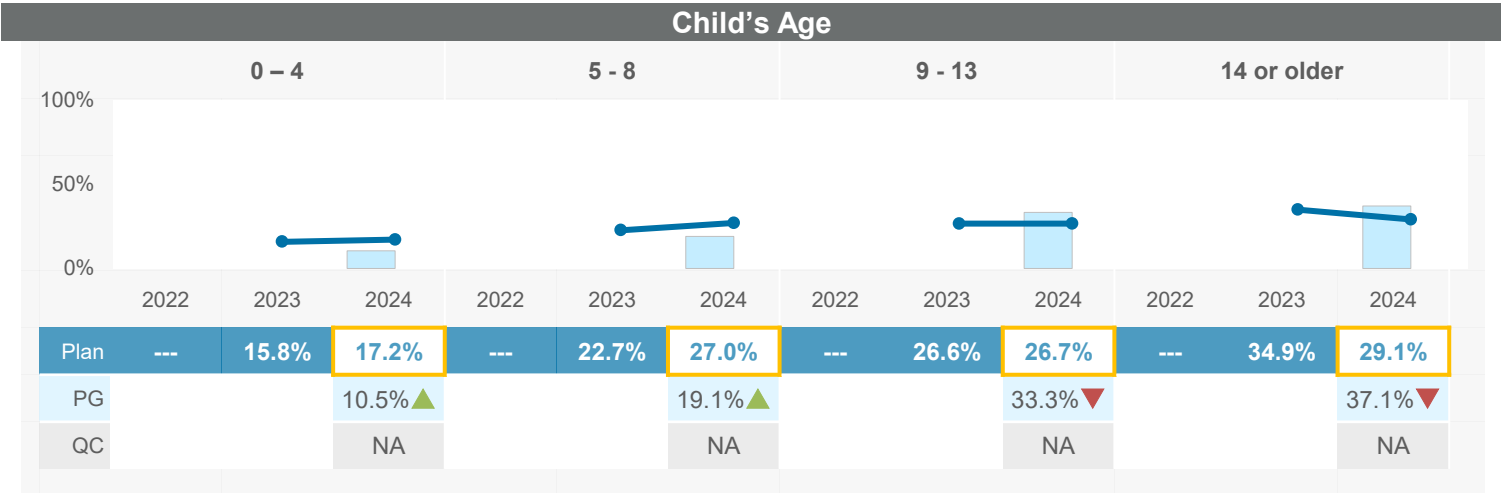 Child’s Age
0 – 4 5 - 8 9 - 13 14 or older
100%
50%
0%
2022 2023 2024 2022 2023 2024 2022 2023 2024 2022 2023 2024
Plan --- 15.8% 17.2% --- 22.7% 27.0% --- 26.6% 26.7% --- 34.9% 29.1%
PG 10.5% 19.1% 33.3% 37.1%
QC NA NA NA NA